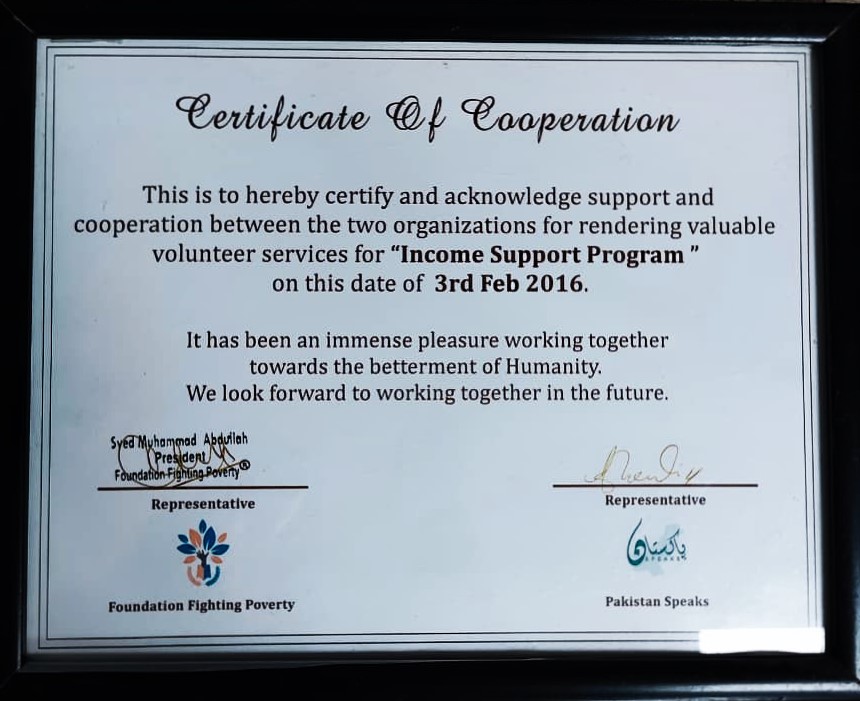 Certificate Of Cooperation
This is to hereby certify and acknowledge support and
cooperation between the two organizations for rendering valuable
volunteer services for “Income Support Program ”
on this date of 3rd Feb 2016.
It has been an immense pleasure working together
towards the betterment of Humanity.
We look forward to working together in the future.
Syed Muhammad Abdullah
President
Foundation Fighting Poverty®
Representative
Foundation Fighting Poverty
Representative
پاکستان
SPEAKS
Pakistan Speaks